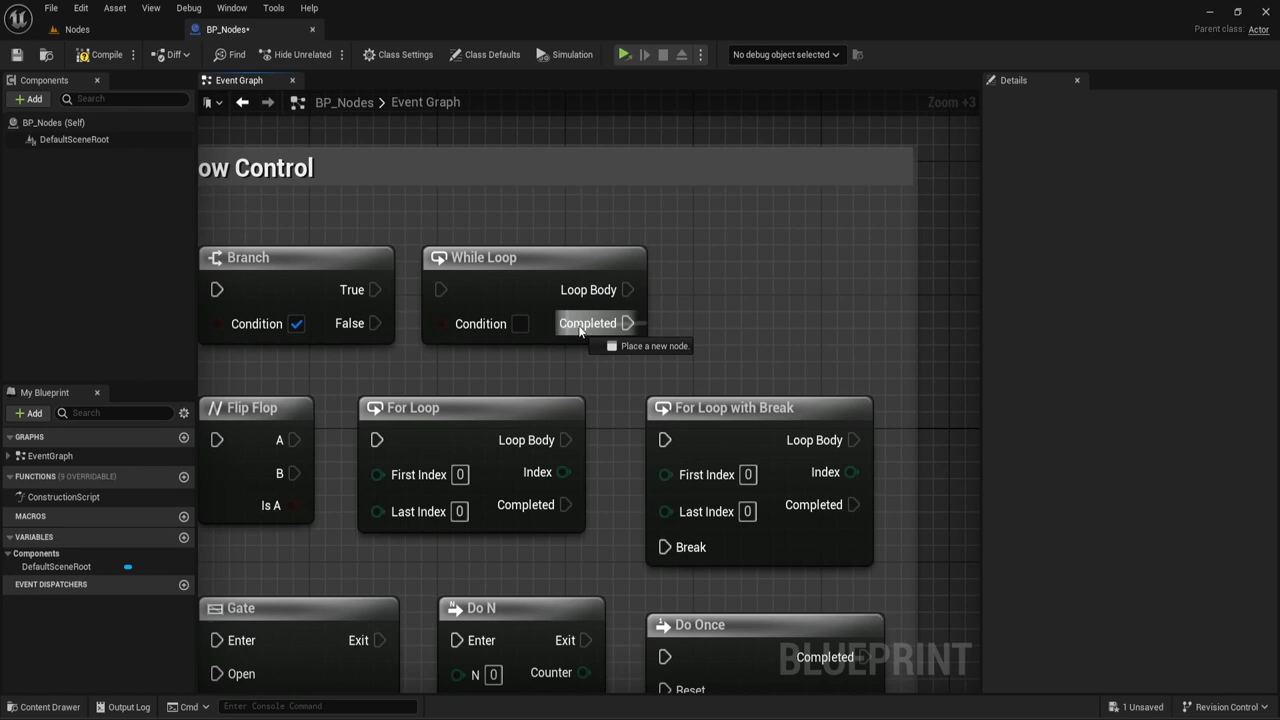 File Edit Asset View Debug Window Tools Help
Nodes
BP_Nodes*
Parent class: Actor
Compile
Diff
Find
Hide Unrelated
Class Settings
Class Defaults
Simulation
No debug object selected
Components
Event Graph
Details
+ Add
Search
BP_Nodes > Event Graph
Zoom +3
BP_Nodes (Self)
DefaultSceneRoot
ow Control
Branch
True
Condition
False
While Loop
Loop Body
Condition
Completed
Place a new node.
My Blueprint
+ Add
Search
GRAPHS
EventGraph
FUNCTIONS (9 OVERRIDABLE)
ConstructionScript
MACROS
VARIABLES
Components
DefaultSceneRoot
EVENT DISPATCHERS
Flip Flop
A
B
Is A
For Loop
Loop Body
First Index 0
Index
Last Index 0
Completed
For Loop with Break
Loop Body
First Index 0
Index
Last Index 0
Completed
Break
Gate
Enter
Exit
Open
N
Do N
Enter
Exit
N 0
Counter
1
Do Once
Completed
Reset
BLUEPRINT
Content Drawer
Output Log
Cmd
Enter Console Command
1 Unsaved
Revision Control